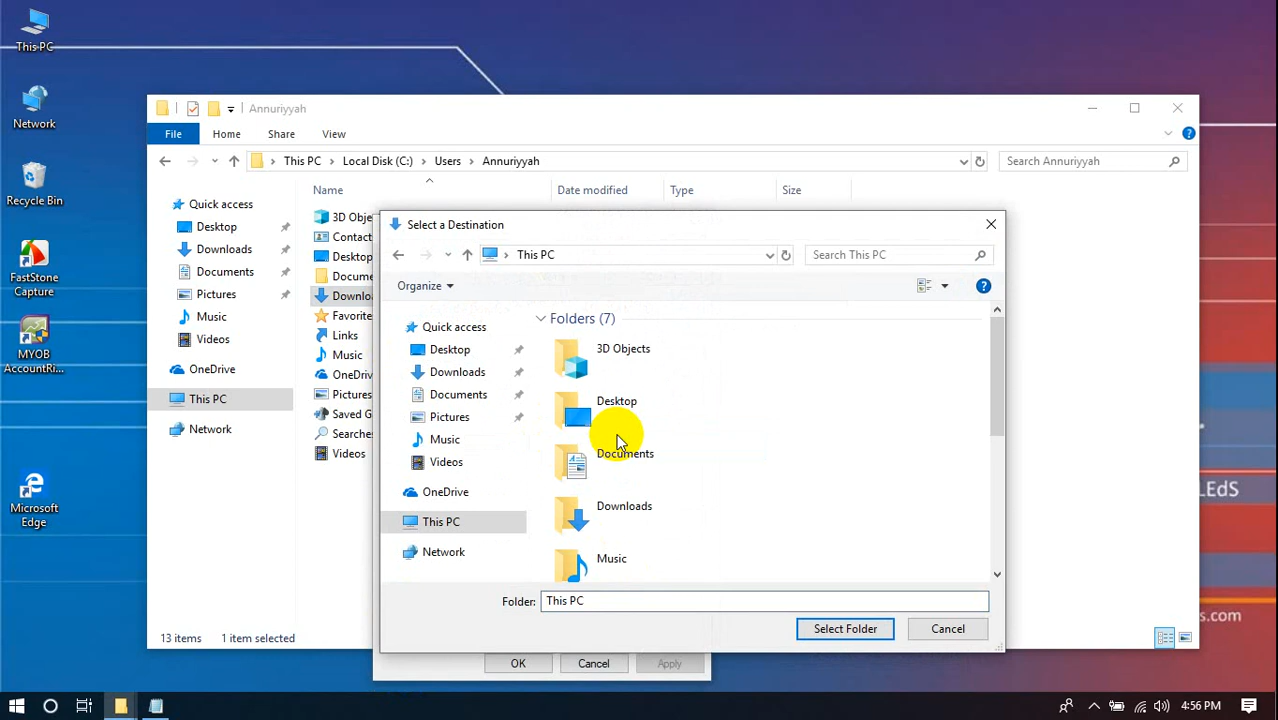 This PC
Network
Recycle Bin
FastStone
Capture
MYOB
AccountRi...
Microsoft
Edge
Annuriyyah
File
Home
Share
View
This PC
Local Disk (C:)
Users
Annuriyyah
Search Annuriyyah
Name
Date modified
Type
Size
Quick access
Desktop
Downloads
Documents
Pictures
Music
Videos
OneDrive
This PC
Network
3D Obje
Contact
Desktop
Docume
Downlo
Favorite
Links
Music
OneDriv
Pictures
Saved G
Searches
Videos
13 items
1 item selected
Select a Destination
This PC
Search This PC
Organize
Quick access
Desktop
Downloads
Documents
Pictures
Music
Videos
OneDrive
This PC
Network
Folders (7)
3D Objects
Desktop
Documents
Downloads
Music
Folder:
This PC
Select Folder
Cancel
OK
Cancel
Apply
LEdS
s.com
4:56 PM